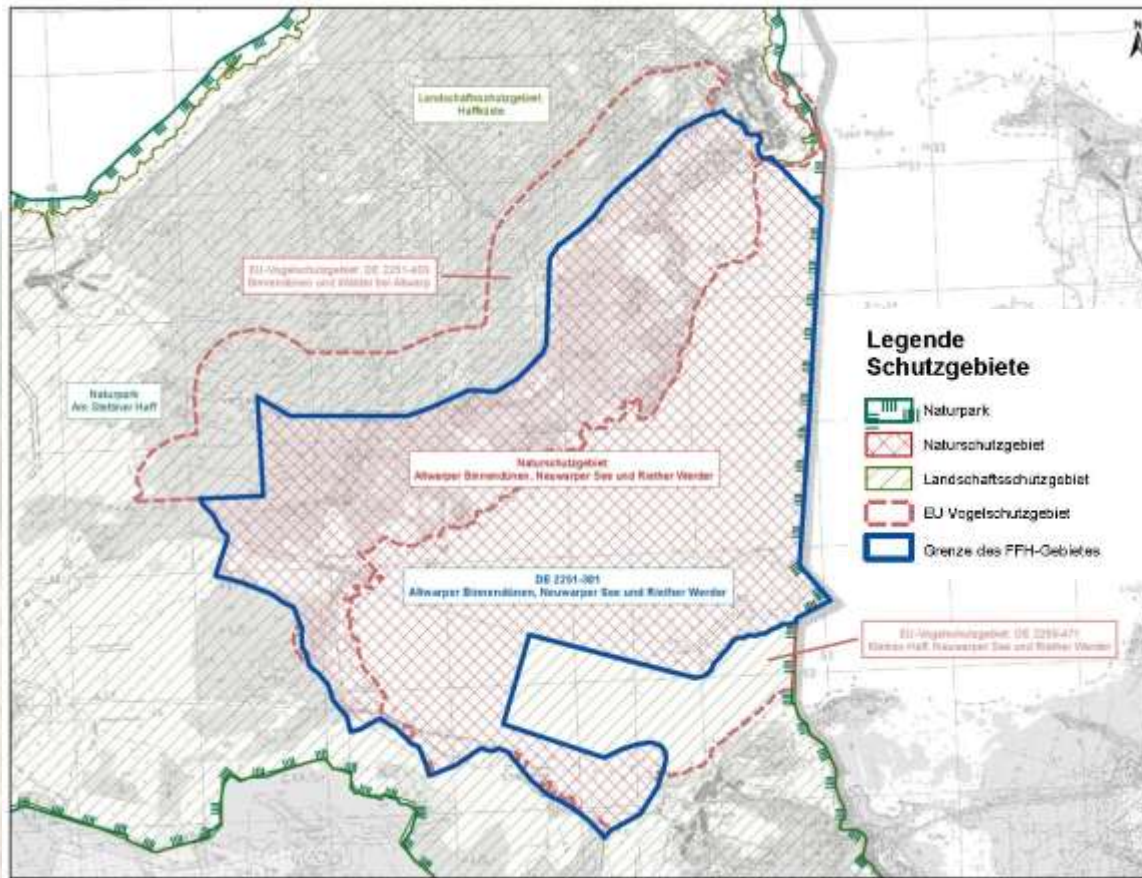 N
Landschaftsschutzgebiet
Haffküste
EU-Vogelschutzgebiet: DE 2251-403
Binnendünen und Wälder bei Altwarp
Naturpark
Am Stettiner Haff
Legende
Schutzgebiete
Naturpark
Naturschutzgebiet
Landschaftsschutzgebiet
EU Vogelschutzgebiet
Grenze des FFH-Gebietes
Naturschutzgebiet
Altwarper Binnendünen, Neuwarper See und Riether Werder
DE 2251-301
Altwarper Binnendünen, Neuwarper See und Riether Werder
EU-Vogelschutzgebiet: DE 2250-471
Kleines Haff, Neuwarper See und Riether Werder